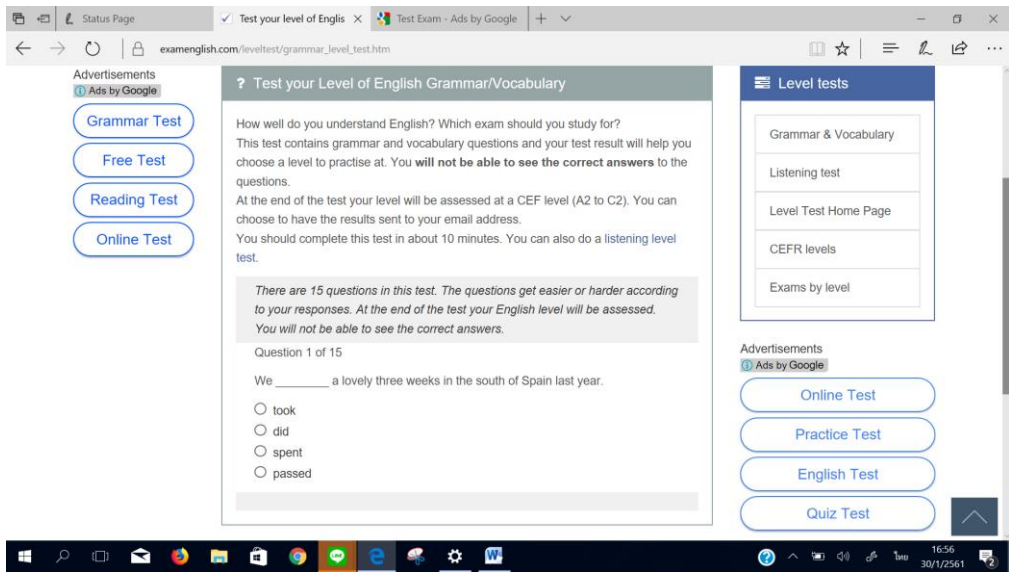 Status Page
Test your level of Englis
Test Exam - Ads by Google
examenglish.com/leveltest/grammar_level_test.htm
Advertisements
Ads by Google
Grammar Test
Free Test
Reading Test
Online Test
? Test your Level of English Grammar/Vocabulary
How well do you understand English? Which exam should you study for?
This test contains grammar and vocabulary questions and your test result will help you
choose a level to practise at. You will not be able to see the correct answers to the
questions.
At the end of the test your level will be assessed at a CEF level (A2 to C2). You can
choose to have the results sent to your email address.
You should complete this test in about 10 minutes. You can also do a listening level
test.
There are 15 questions in this test. The questions get easier or harder according
to your responses. At the end of the test your English level will be assessed.
You will not be able to see the correct answers.
Question 1 of 15
We ________ a lovely three weeks in the south of Spain last year.
took
did
spent
passed
Level tests
Grammar & Vocabulary
Listening test
Level Test Home Page
CEFR levels
Exams by level
Advertisements
Ads by Google
Online Test
Practice Test
English Test
Quiz Test
LINE
ไทย
16:56
30/1/2561
2